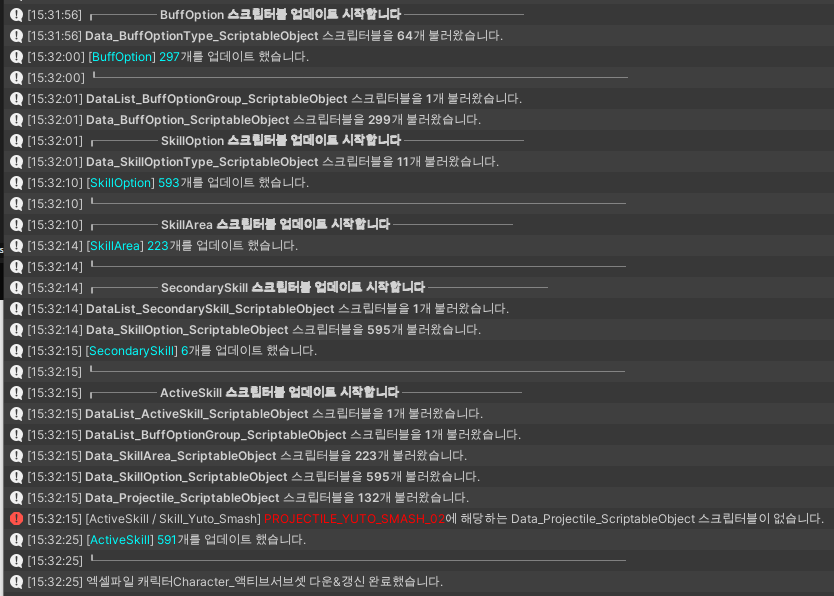 [15:31:56] ┌──────── BuffOption 스크립터블 업데이트 시작합니다 ───────────────
[15:31:56] Data_BuffOptionType_ScriptableObject 스크립터블을 64개 불러왔습니다.
[15:32:00] [BuffOption] 297개를 업데이트 했습니다.
[15:32:00] └────────────────────────────────────────
[15:32:01] DataList_BuffOptionGroup_ScriptableObject 스크립터블을 1개 불러왔습니다.
[15:32:01] Data_BuffOption_ScriptableObject 스크립터블을 299개 불러왔습니다.
[15:32:01] ┌──────── SkillOption 스크립터블 업데이트 시작합니다 ───────────────
[15:32:01] Data_SkillOptionType_ScriptableObject 스크립터블을 11개 불러왔습니다.
[15:32:10] [SkillOption] 593개를 업데이트 했습니다.
[15:32:10] └────────────────────────────────────────
[15:32:10] ┌──────── SkillArea 스크립터블 업데이트 시작합니다 ───────────────
[15:32:14] [SkillArea] 223개를 업데이트 했습니다.
[15:32:14] └────────────────────────────────────────
[15:32:14] ┌──────── SecondarySkill 스크립터블 업데이트 시작합니다 ───────────────
[15:32:14] DataList_SecondarySkill_ScriptableObject 스크립터블을 1개 불러왔습니다.
[15:32:14] Data_SkillOption_ScriptableObject 스크립터블을 595개 불러왔습니다.
[15:32:15] [SecondarySkill] 6개를 업데이트 했습니다.
[15:32:15] └────────────────────────────────────────
[15:32:15] ┌──────── ActiveSkill 스크립터블 업데이트 시작합니다 ───────────────
[15:32:15] DataList_ActiveSkill_ScriptableObject 스크립터블을 1개 불러왔습니다.
[15:32:15] DataList_BuffOptionGroup_ScriptableObject 스크립터블을 1개 불러왔습니다.
[15:32:15] Data_SkillArea_ScriptableObject 스크립터블을 223개 불러왔습니다.
[15:32:15] Data_SkillOption_ScriptableObject 스크립터블을 595개 불러왔습니다.
[15:32:15] Data_Projectile_ScriptableObject 스크립터블을 132개 불러왔습니다.
[15:32:15] [ActiveSkill / Skill_Yuto_Smash] PROJECTILE_YUTO_SMASH_02에 해당하는 Data_Projectile_ScriptableObject 스크립터블이 없습니다.
[15:32:25] [ActiveSkill] 591개를 업데이트 했습니다.
[15:32:25] └────────────────────────────────────────
[15:32:25] 엑셀파일 캐릭터Character_액티브서브셋 다운&갱신 완료했습니다.